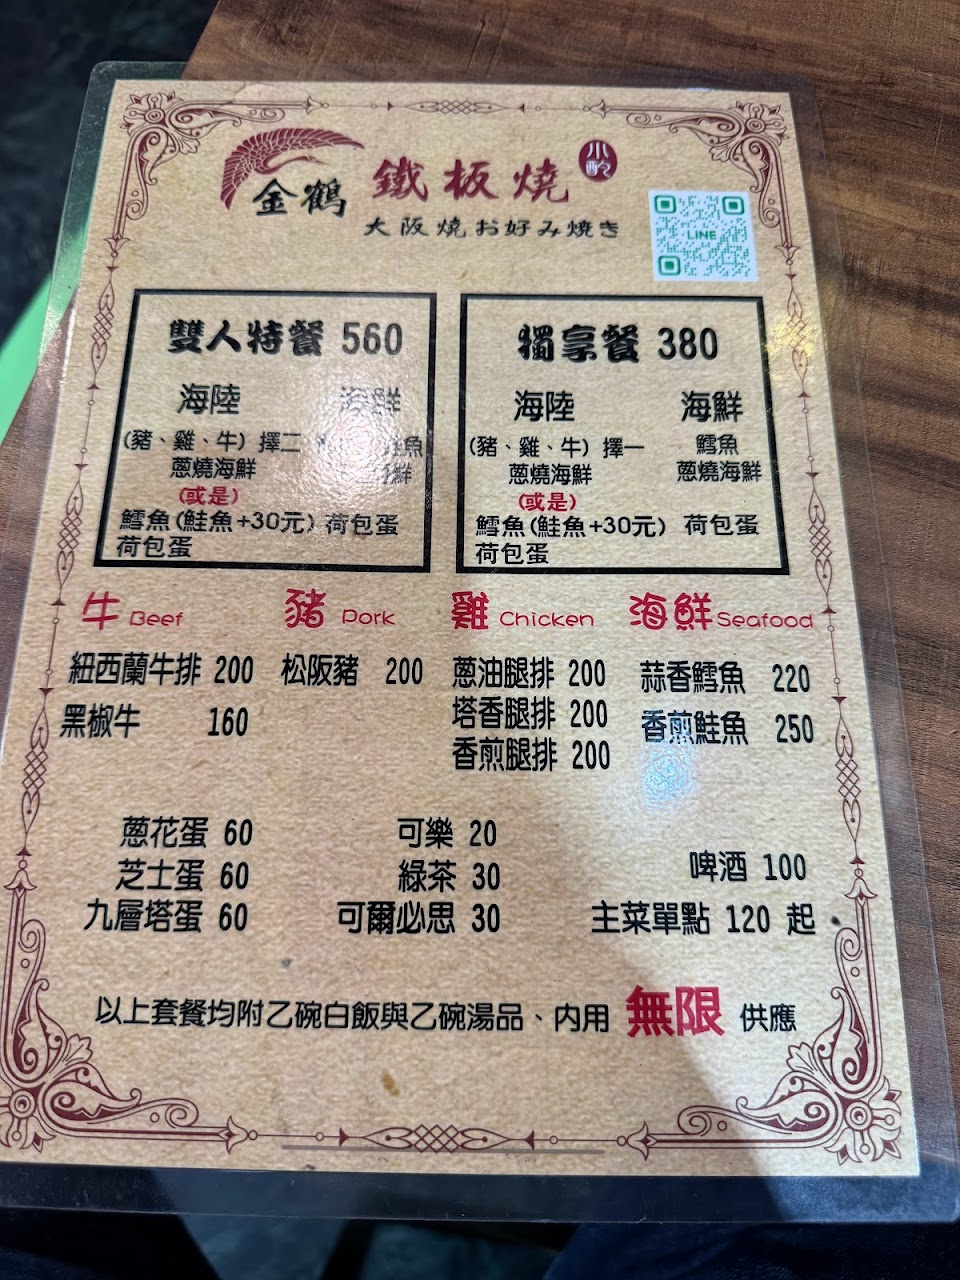 金鶴 鐵板燒
小酌
大阪燒お好み焼き
LINE
雙人特餐 560
海陸 海鮮
(豬、雞、牛) 擇二
蔥燒海鮮
(或是)
鱈魚(鮭魚+30元) 荷包蛋
荷包蛋
獨享餐 380
海陸 海鮮
(豬、雞、牛) 擇一 鱈魚
蔥燒海鮮 蔥燒海鮮
(或是)
鱈魚(鮭魚+30元) 荷包蛋
荷包蛋
牛 Beef
紐西蘭牛排 200
黑椒牛 160
豬 Pork
松阪豬 200
雞 Chicken
蔥油腿排 200
塔香腿排 200
香煎腿排 200
海鮮 Seafood
蒜香鱈魚 220
香煎鮭魚 250
蔥花蛋 60
芝士蛋 60
九層塔蛋 60
可樂 20
綠茶 30
可爾必思 30
啤酒 100
主菜單點 120 起
以上套餐均附乙碗白飯與乙碗湯品、內用 無限 供應